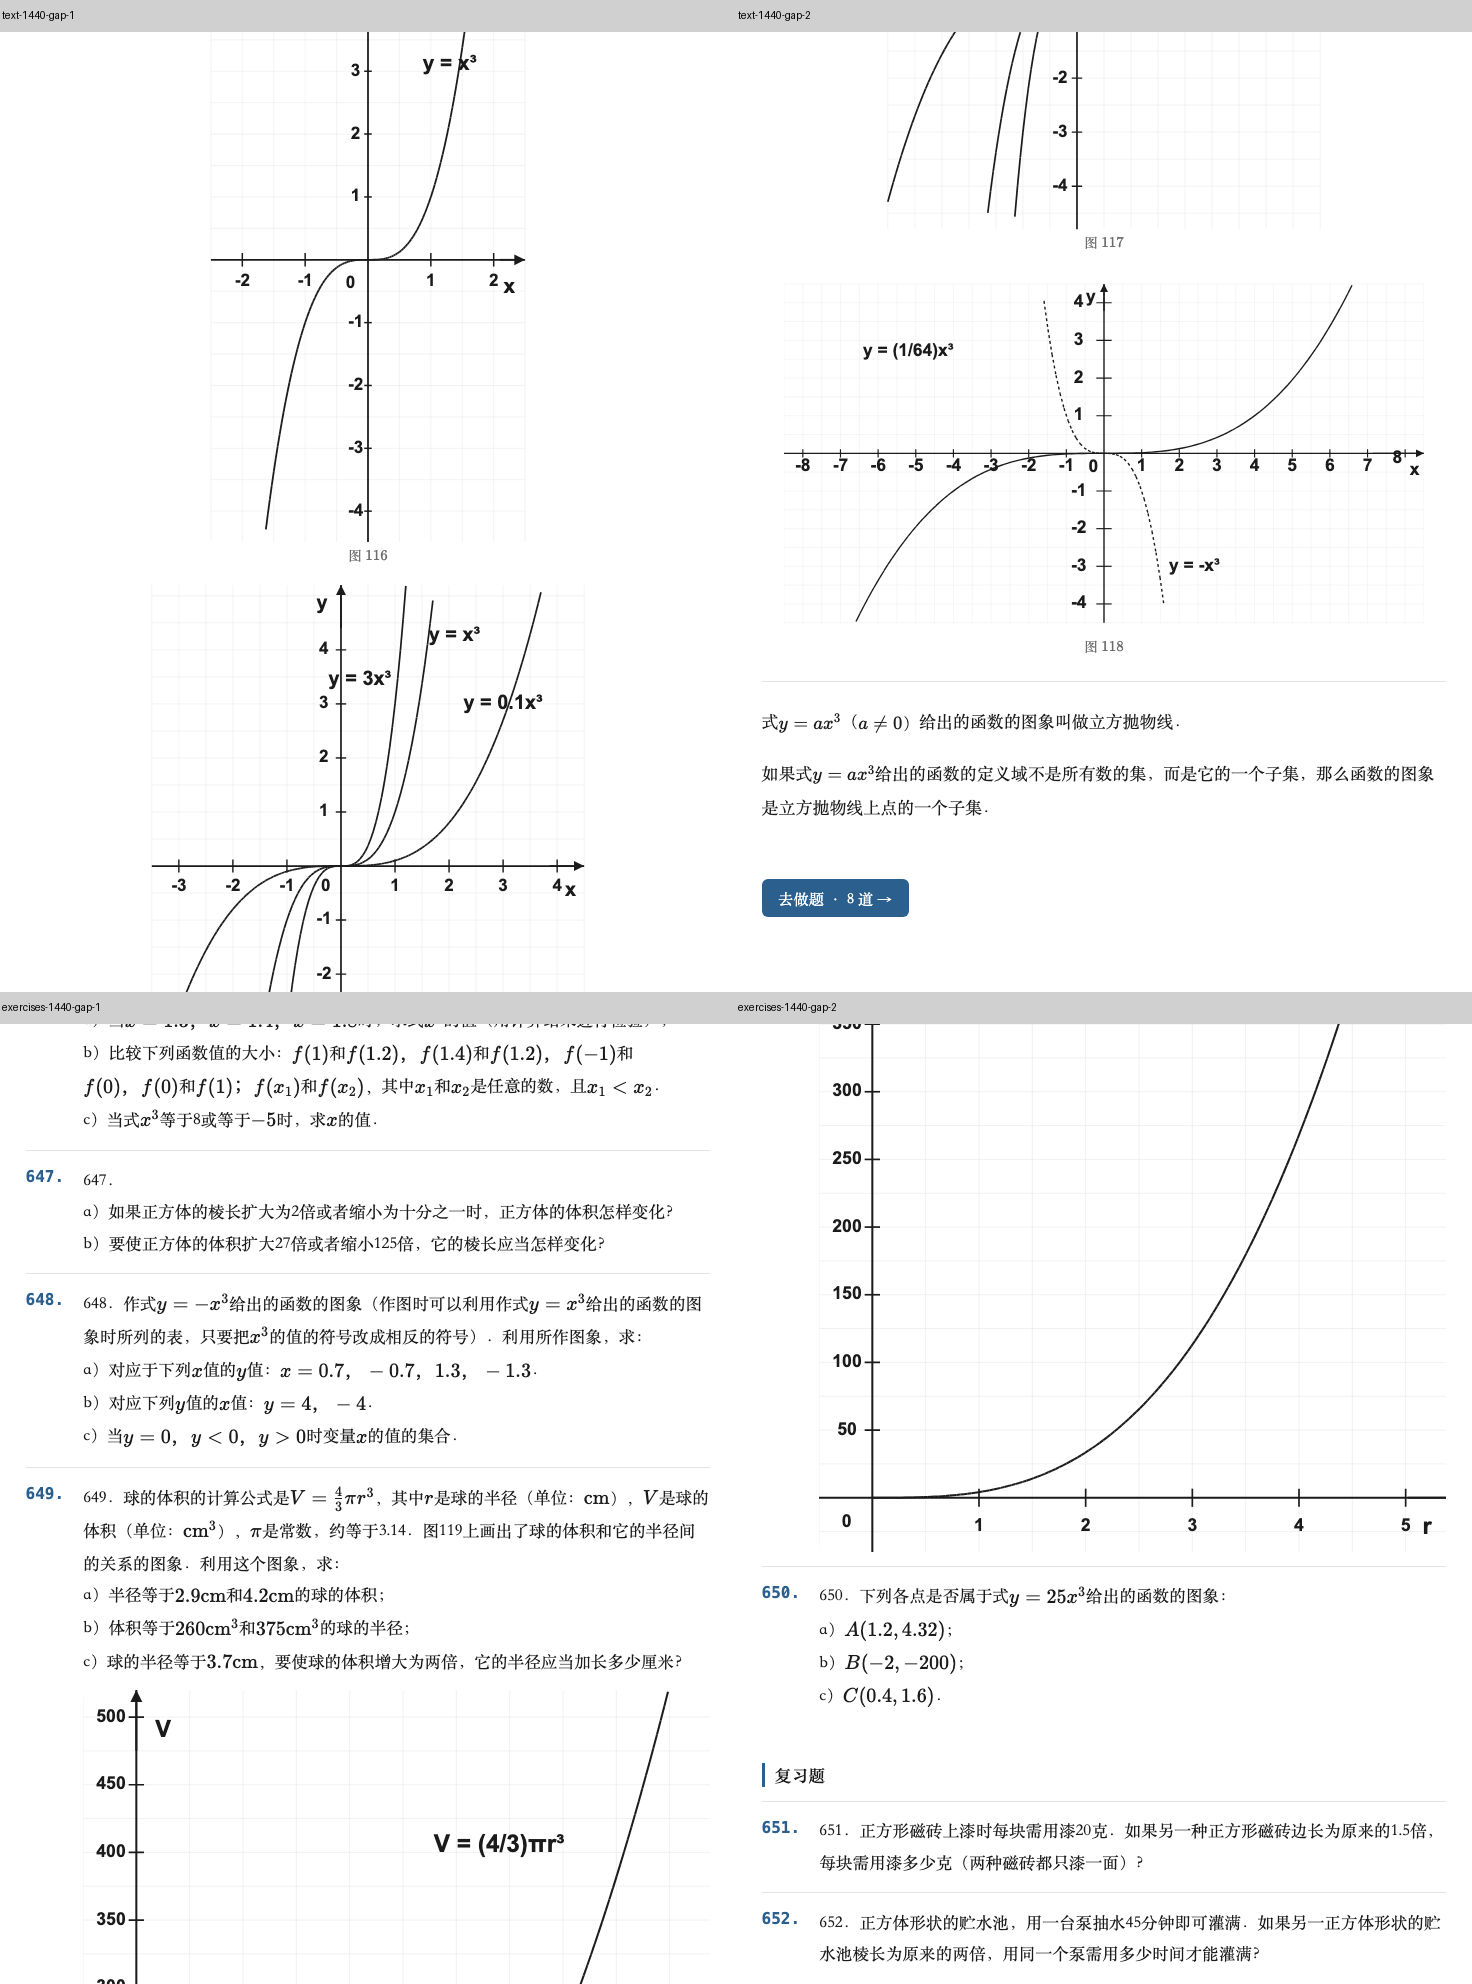 text-1440-gap-1
y = x³
3
2
1
-2 -1 0 1 2 x
-1
-2
-3
-4
图 116
y
y = x³
4
y = 3x³
3
y = 0.1x³
2
1
-3 -2 -1 0 1 2 3 4 x
-1
-2
text-1440-gap-2
-2
-3
-4
图 117
4 y
y = (1/64)x³
3
2
1
-8 -7 -6 -5 -4 -3 -2 -1 0 1 2 3 4 5 6 7 8 x
-1
-2
-3
y = -x³
-4
图 118
式y = ax³（a ≠ 0）给出的函数的图象叫做立方抛物线.
如果式y = ax³给出的函数的定义域不是所有数的集，而是它的一个子集，那么函数的图象
是立方抛物线上点的一个子集.
去做题 · 8 道 →
exercises-1440-gap-1
b）比较下列函数值的大小：f(1)和f(1.2)，f(1.4)和f(1.2)，f(−1)和
f(0)，f(0)和f(1)；f(x₁)和f(x₂)，其中x₁和x₂是任意的数，且x₁ < x₂.
c）当式x³等于8或等于−5时，求x的值.
647. 647.
a）如果正方体的棱长扩大为2倍或者缩小为十分之一时，正方体的体积怎样变化?
b）要使正方体的体积扩大27倍或者缩小125倍，它的棱长应当怎样变化?
648. 648. 作式y = −x³给出的函数的图象（作图时可以利用作式y = x³给出的函数的图
象时所列的表，只要把x³的值的符号改成相反的符号）. 利用所作图象，求：
a）对应于下列x值的y值：x = 0.7， −0.7，1.3， −1.3.
b）对应下列y值的x值：y = 4， −4.
c）当y = 0，y < 0，y > 0时变量x的值的集合.
649. 649. 球的体积的计算公式是V = 4/3 πr³，其中r是球的半径（单位：cm），V是球的
体积（单位：cm³），π是常数，约等于3.14. 图119上画出了球的体积和它的半径间
的关系的图象. 利用这个图象，求：
a）半径等于2.9cm和4.2cm的球的体积；
b）体积等于260cm³和375cm³的球的半径；
c）球的半径等于3.7cm，要使球的体积增大为两倍，它的半径应当加长多少厘米?
500 V
450
V = (4/3)πr³
400
350
300
exercises-1440-gap-2
350
300
250
200
150
100
50
0 1 2 3 4 5 r
650. 650. 下列各点是否属于式y = 25x³给出的函数的图象：
a）A(1.2, 4.32)；
b）B(−2, −200)；
c）C(0.4, 1.6).
复习题
651. 651. 正方形磁砖上漆时每块需用漆20克. 如果另一种正方形磁砖边长为原来的1.5倍，
每块需用漆多少克（两种磁砖都只漆一面）?
652. 652. 正方体形状的贮水池，用一台泵抽水45分钟即可灌满. 如果另一正方体形状的贮
水池棱长为原来的两倍，用同一个泵需用多少时间才能灌满?